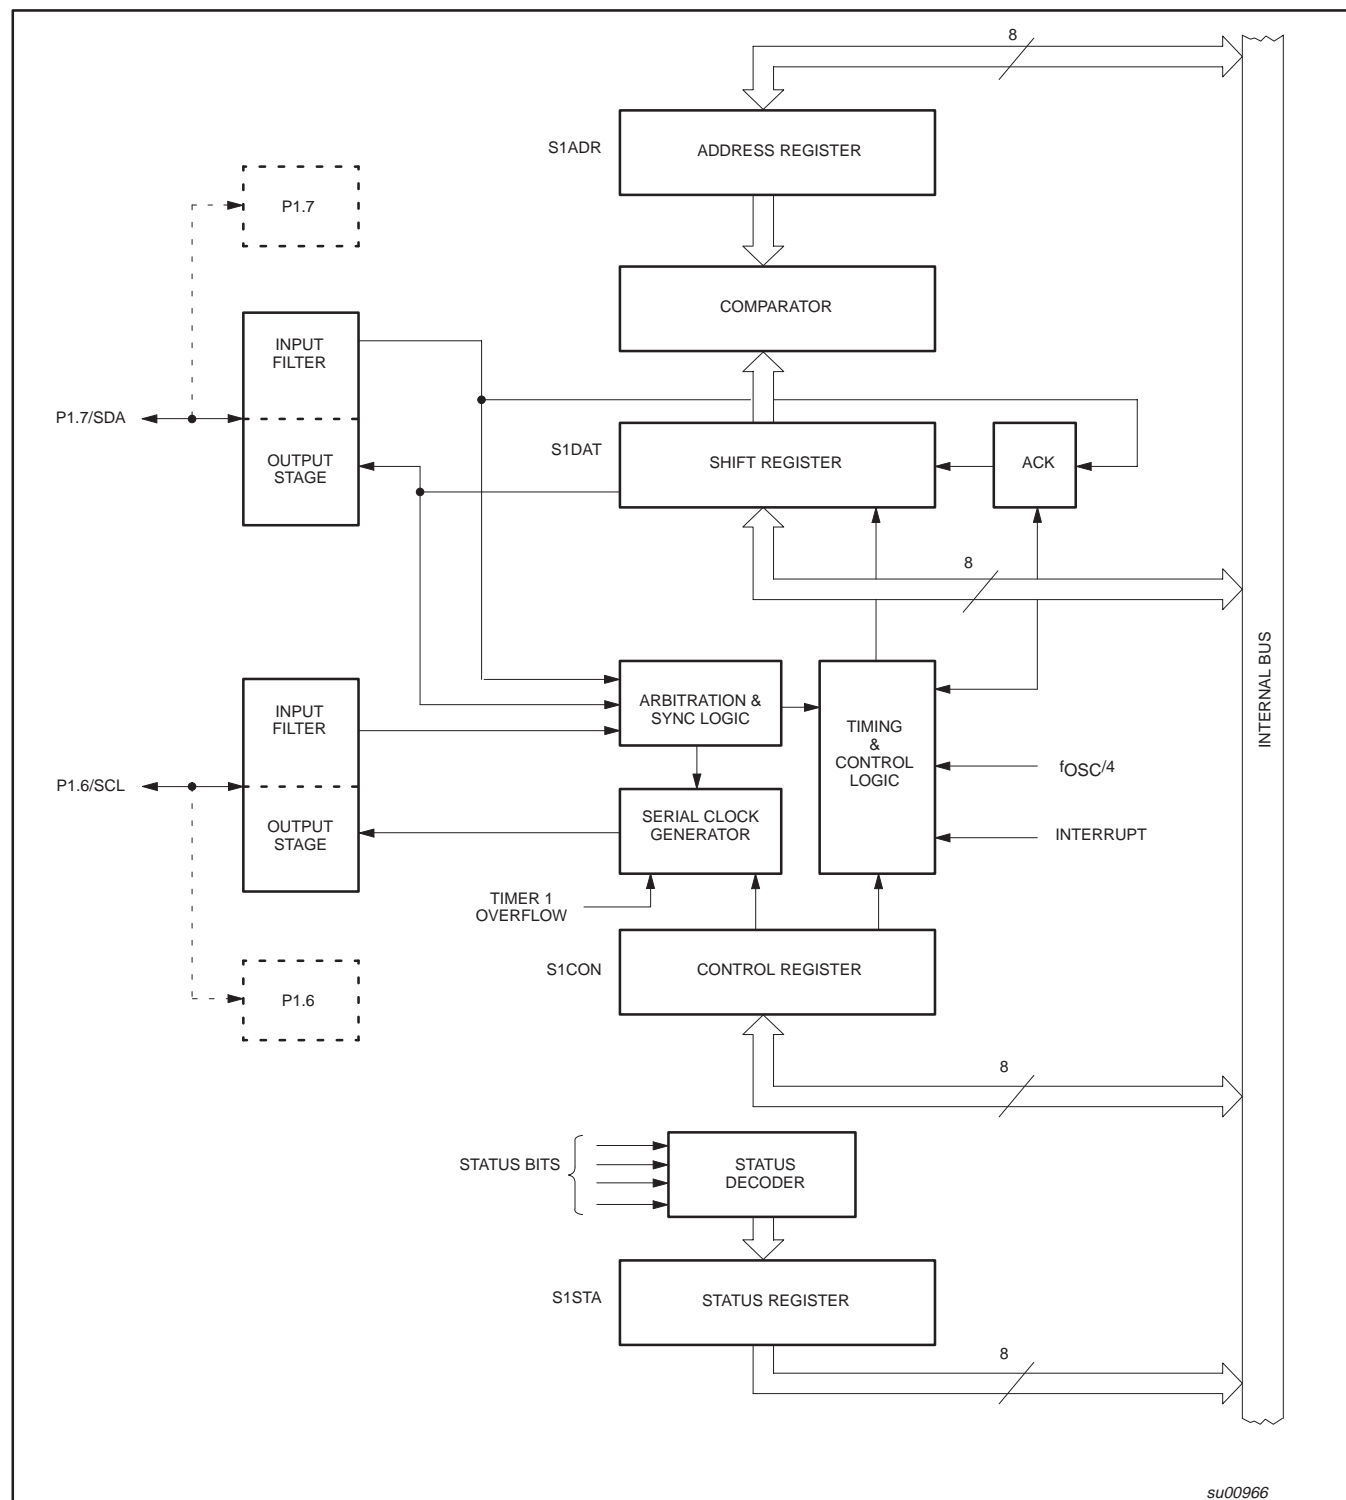 8
S1ADR
ADDRESS REGISTER
P1.7
COMPARATOR
INPUT
FILTER
P1.7/SDA
OUTPUT
STAGE
S1DAT
SHIFT REGISTER
ACK
8
INTERNAL BUS
INPUT
FILTER
ARBITRATION &
SYNC LOGIC
TIMING
&
CONTROL
LOGIC
fOSC/4
P1.6/SCL
OUTPUT
STAGE
SERIAL CLOCK
GENERATOR
INTERRUPT
TIMER 1
OVERFLOW
S1CON
CONTROL REGISTER
P1.6
8
STATUS BITS
STATUS
DECODER
S1STA
STATUS REGISTER
8
su00966